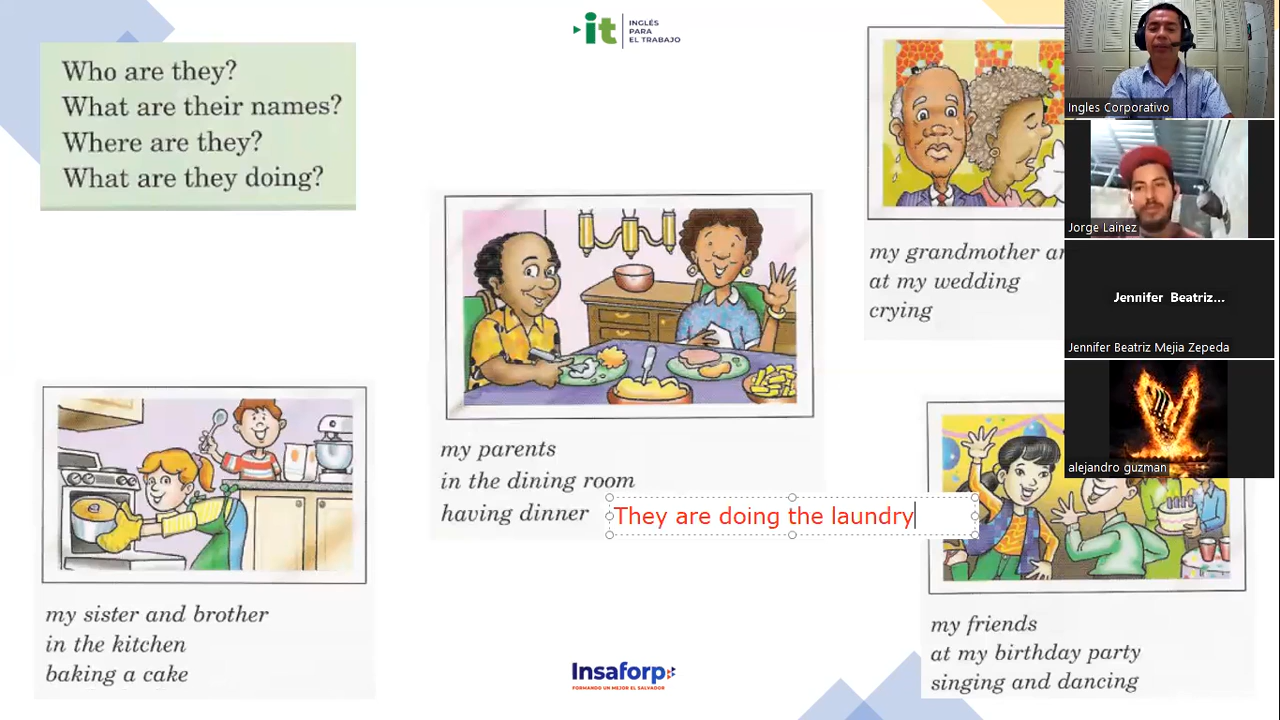 Who are they?
What are their names?
Where are they?
What are they doing?
it
INGLÉS
PARA
EL TRABAJO
my parents
in the dining room
having dinner
They are doing the laundry
my sister and brother
in the kitchen
baking a cake
my grandmother
at my wedding
crying
my friends
at my birthday party
singing and dancing
Insaforp
FORMANDO UN MEJOR EL SALVADOR
Ingles Corporativo
Jorge Lainez
Jennifer Beatriz...
Jennifer Beatriz Mejia Zepeda
alejandro guzman